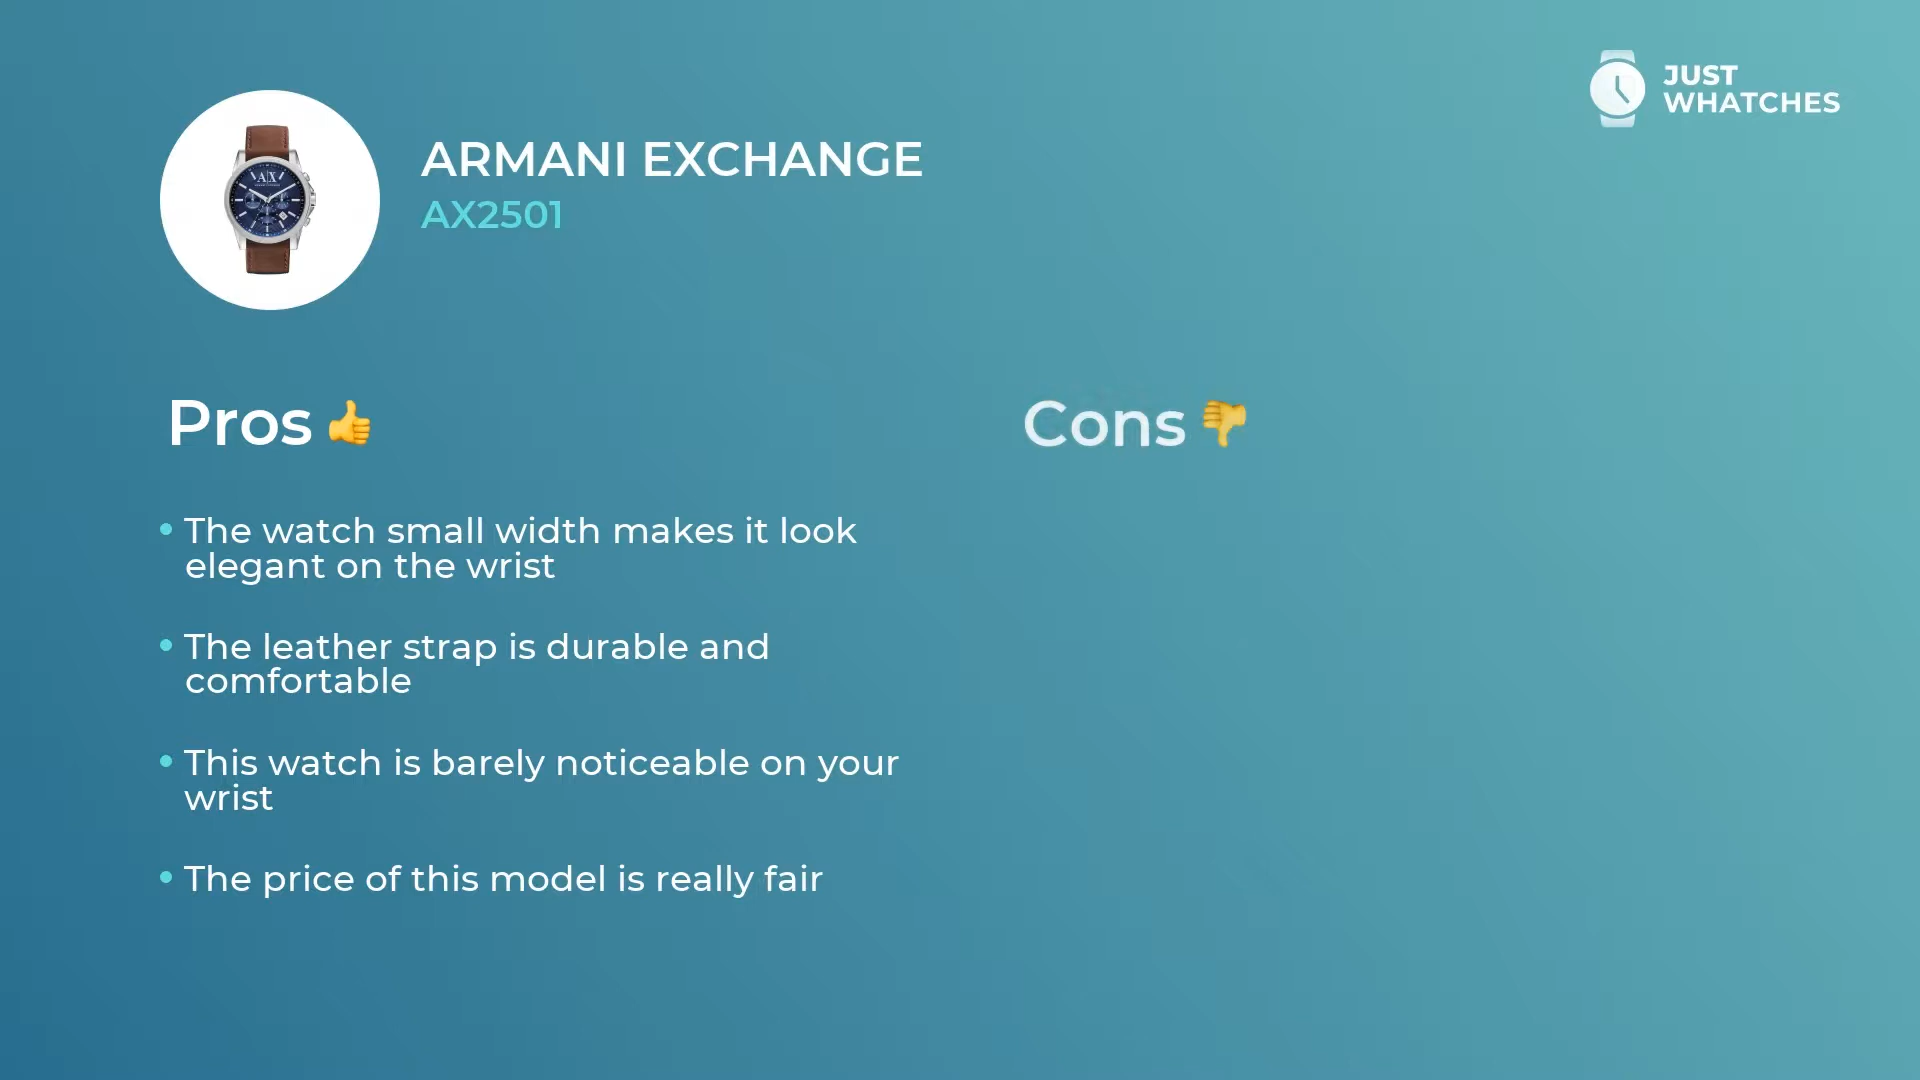 JUST
WHATCHES
ARMANI EXCHANGE
AX2501
A|X
Pros 👍
Cons 👎
• The watch small width makes it look
elegant on the wrist
• The leather strap is durable and
comfortable
• This watch is barely noticeable on your
wrist
• The price of this model is really fair